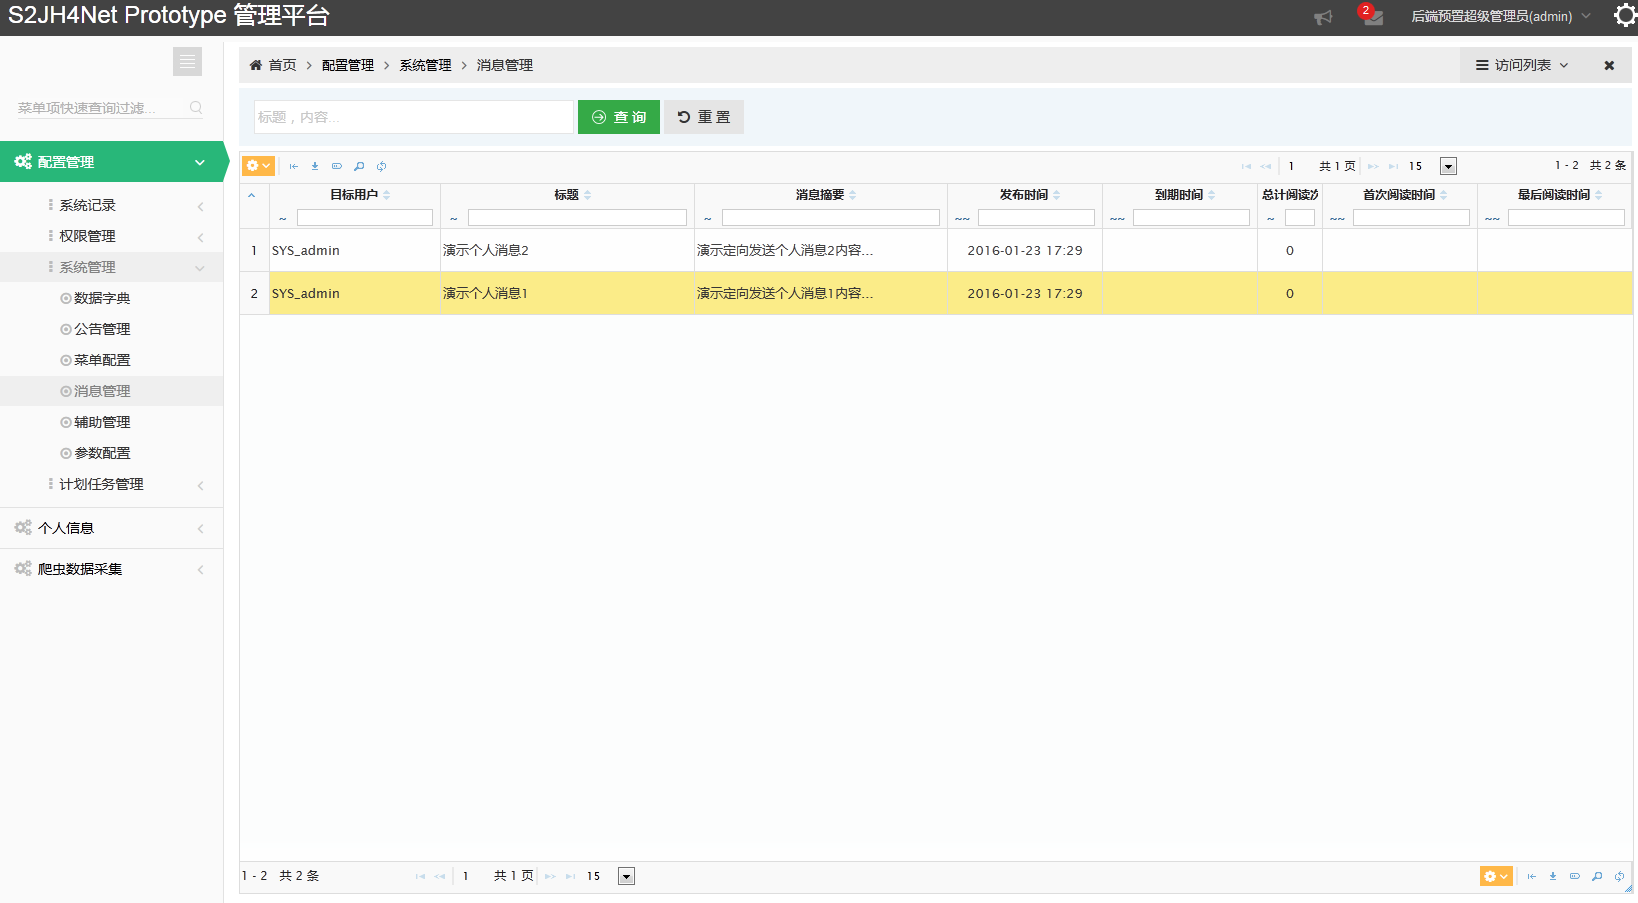 S2JH4Net Prototype 管理平台
2
后端预置超级管理员(admin)
菜单项快速查询过滤...
配置管理
系统记录
权限管理
系统管理
数据字典
公告管理
菜单配置
消息管理
辅助管理
参数配置
计划任务管理
个人信息
爬虫数据采集
首页 > 配置管理 > 系统管理 > 消息管理
访问列表
标题，内容...
查 询
重 置
1 共 1 页 15
1 - 2 共 2 条
目标用户 标题 消息摘要 发布时间 到期时间 总计阅读次 首次阅读时间 最后阅读时间
~ ~ ~ ~~ ~~ ~ ~~ ~~
1 SYS_admin 演示个人消息2 演示定向发送个人消息2内容... 2016-01-23 17:29 0
2 SYS_admin 演示个人消息1 演示定向发送个人消息1内容... 2016-01-23 17:29 0
1 - 2 共 2 条 1 共 1 页 15